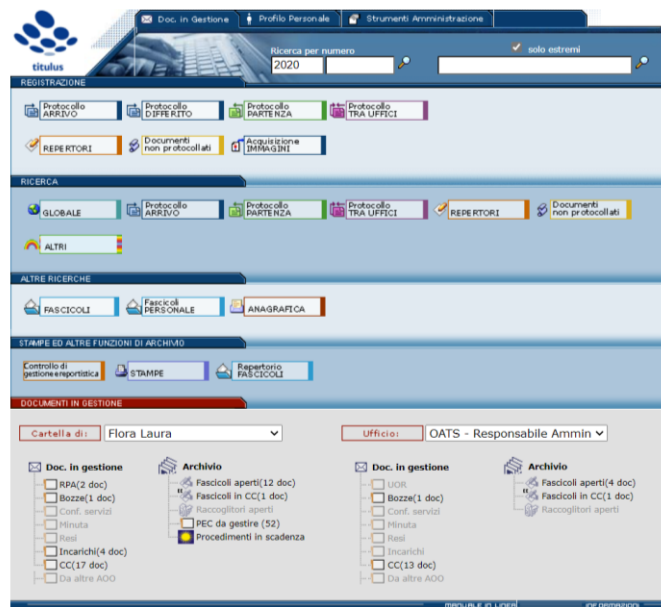 Doc. in Gestione
Profilo Personale
Strumenti Amministrazione
titulus
Ricerca per numero
solo estremi
2020
REGISTRAZIONE
Protocollo ARRIVO
Protocollo DIFFERITO
Protocollo PARTENZA
Protocollo TRA UFFICI
REPERTORI
Documenti non protocollati
Acquisizione IMMAGINI
RICERCA
GLOBALE
Protocollo ARRIVO
Protocollo PARTENZA
Protocollo TRA UFFICI
REPERTORI
Documenti non protocollati
ALTRI
ALTRE RICERCHE
FASCICOLI
Fascicoli PERSONALE
ANAGRAFICA
STAMPE ED ALTRE FUNZIONI DI ARCHIVIO
Controllo di gestione e reportistica
STAMPE
Repertorio FASCICOLI
DOCUMENTI IN GESTIONE
Cartella di:
Flora Laura
Ufficio:
OATS - Responsabile Ammin
Doc. in gestione
RPA(2 doc)
Bozze(1 doc)
Conf. servizi
Minuta
Resi
Incarichi(4 doc)
CC(17 doc)
Da altre AOO
Archivio
Fascicoli aperti(12 doc)
Fascicoli in CC(1 doc)
Raccoglitori aperti
PEC da gestire (52)
Procedimenti in scadenza
Doc. in gestione
UOR
Bozze(1 doc)
Conf. servizi
Minuta
Resi
Incarichi
CC(13 doc)
Da altre AOO
Archivio
Fascicoli aperti(4 doc)
Fascicoli in CC(1 doc)
Raccoglitori aperti